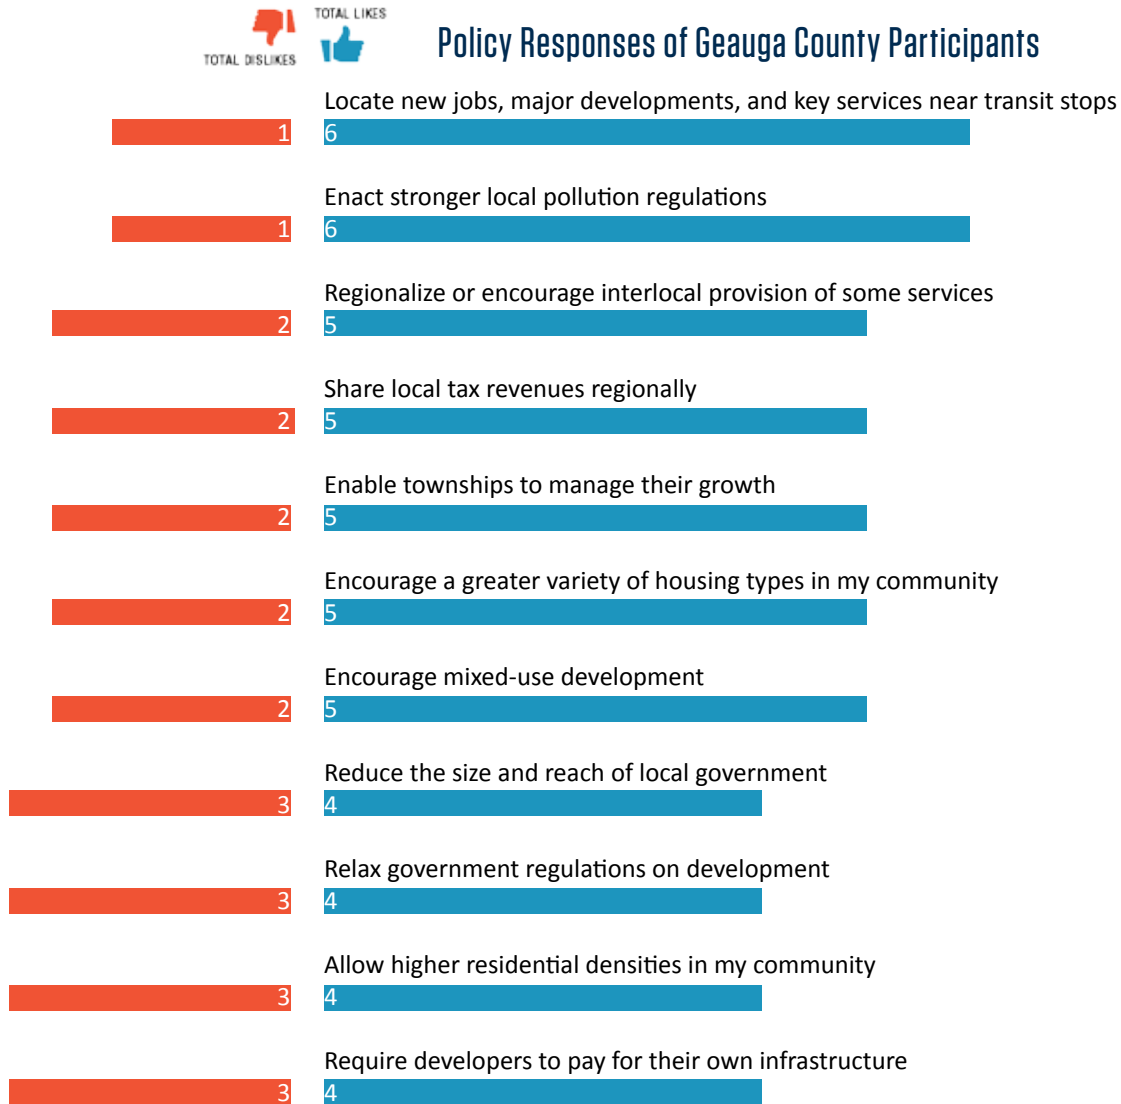 TOTAL LIKES
TOTAL DISLIKES
Policy Responses of Geauga County Participants
Locate new jobs, major developments, and key services near transit stops
1 6
Enact stronger local pollution regulations
1 6
Regionalize or encourage interlocal provision of some services
2 5
Share local tax revenues regionally
2 5
Enable townships to manage their growth
2 5
Encourage a greater variety of housing types in my community
2 5
Encourage mixed-use development
2 5
Reduce the size and reach of local government
3 4
Relax government regulations on development
3 4
Allow higher residential densities in my community
3 4
Require developers to pay for their own infrastructure
3 4